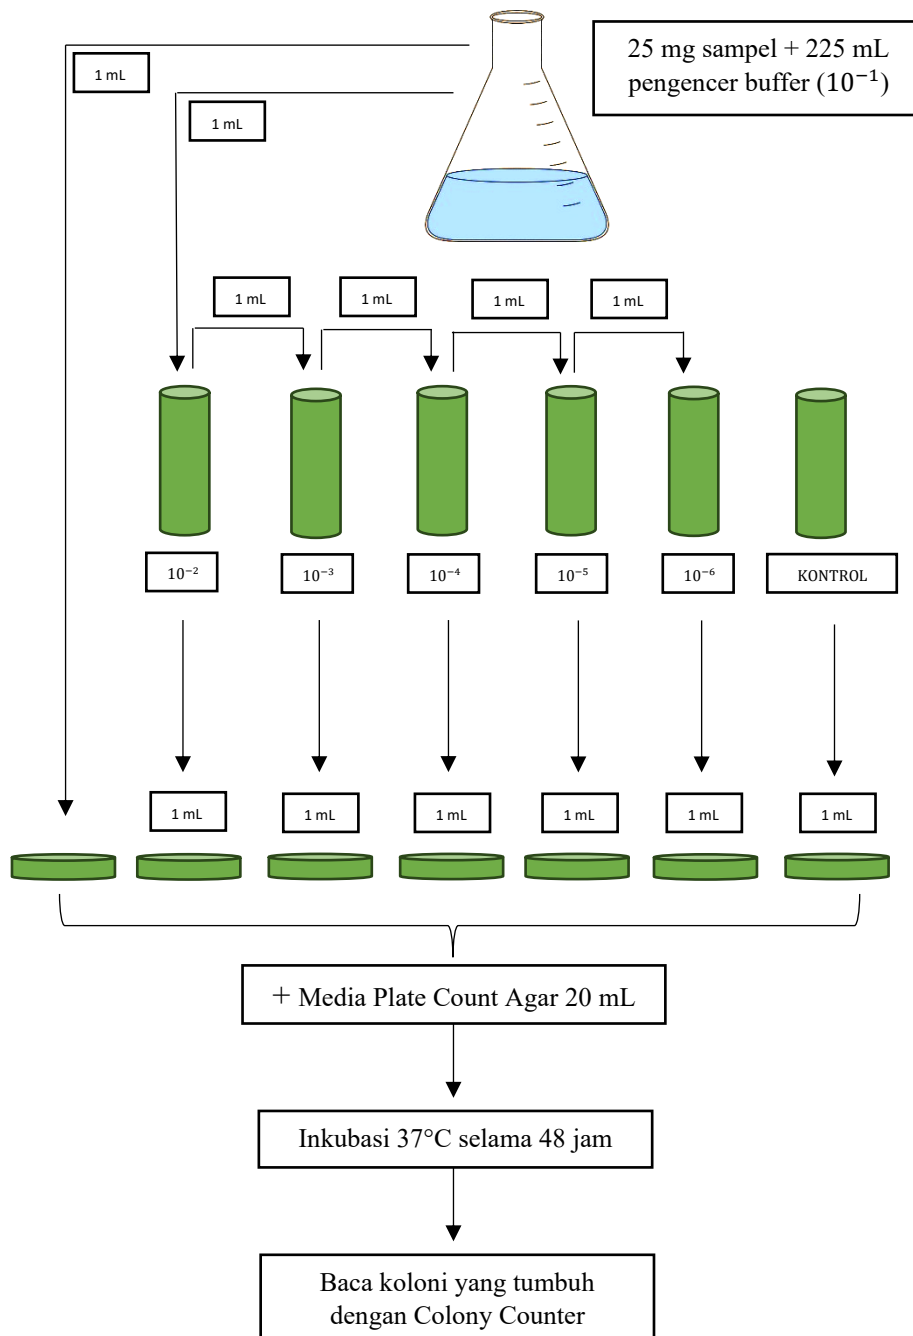 25 mg sampel + 225 mL
pengencer buffer (10⁻¹)
1 mL
1 mL
1 mL
1 mL
1 mL
1 mL
10⁻²
10⁻³
10⁻⁴
10⁻⁵
10⁻⁶
KONTROL
1 mL
1 mL
1 mL
1 mL
1 mL
1 mL
+ Media Plate Count Agar 20 mL
Inkubasi 37°C selama 48 jam
Baca koloni yang tumbuh
dengan Colony Counter